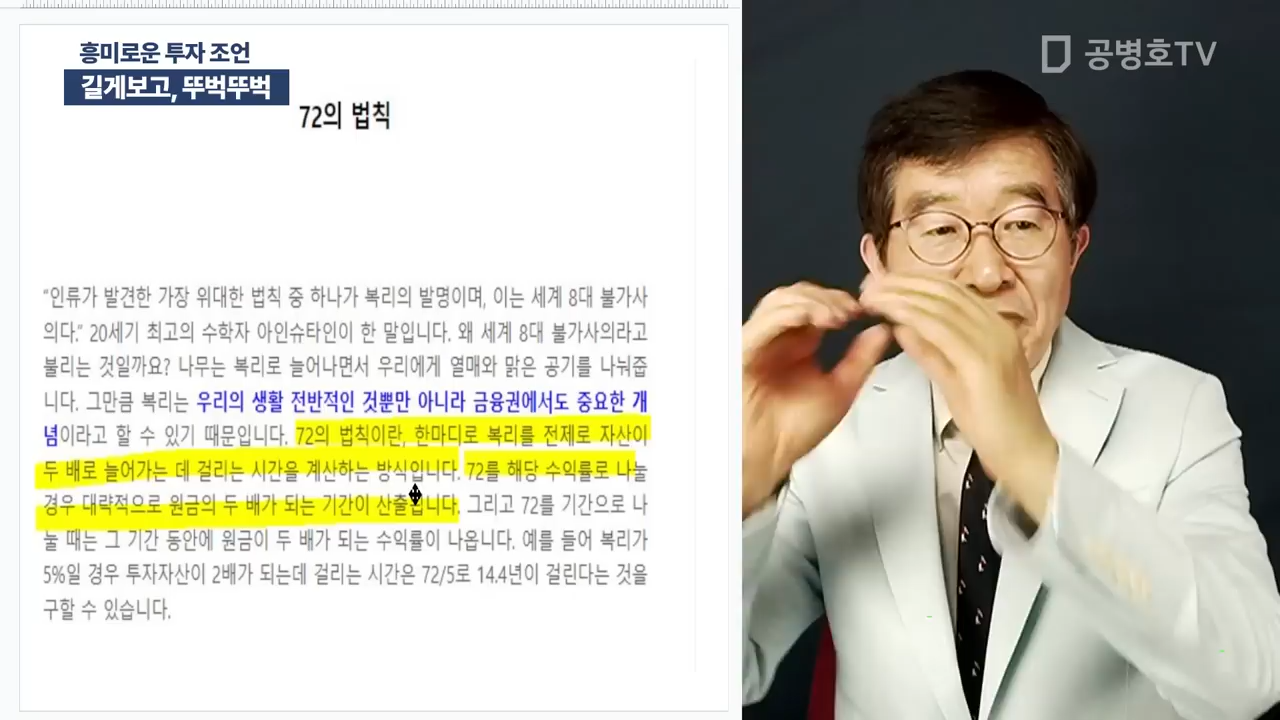 흥미로운 투자 조언
길게보고, 뚜벅뚜벅
공병호TV
72의 법칙
"인류가 발견한 가장 위대한 법칙 중 하나가 복리의 발명이며, 이는 세계 8대 불가사
의다." 20세기 최고의 수학자 아인슈타인이 한 말입니다. 왜 세계 8대 불가사의라고
불리는 것일까요? 나무는 복리로 늘어나면서 우리에게 열매와 맑은 공기를 나눠줍
니다. 그만큼 복리는 우리의 생활 전반적인 것뿐만 아니라 금융권에서도 중요한 개
념이라고 할 수 있기 때문입니다. 72의 법칙이란, 한마디로 복리를 전제로 자산이
두 배로 늘어가는 데 걸리는 시간을 계산하는 방식입니다. 72를 해당 수익률로 나눌
경우 대략적으로 원금의 두 배가 되는 기간이 산출됩니다. 그리고 72를 기간으로 나
눌 때는 그 기간 동안에 원금이 두 배가 되는 수익률이 나옵니다. 예를 들어 복리가
5%일 경우 투자자산이 2배가 되는데 걸리는 시간은 72/5로 14.4년이 걸린다는 것을
구할 수 있습니다.